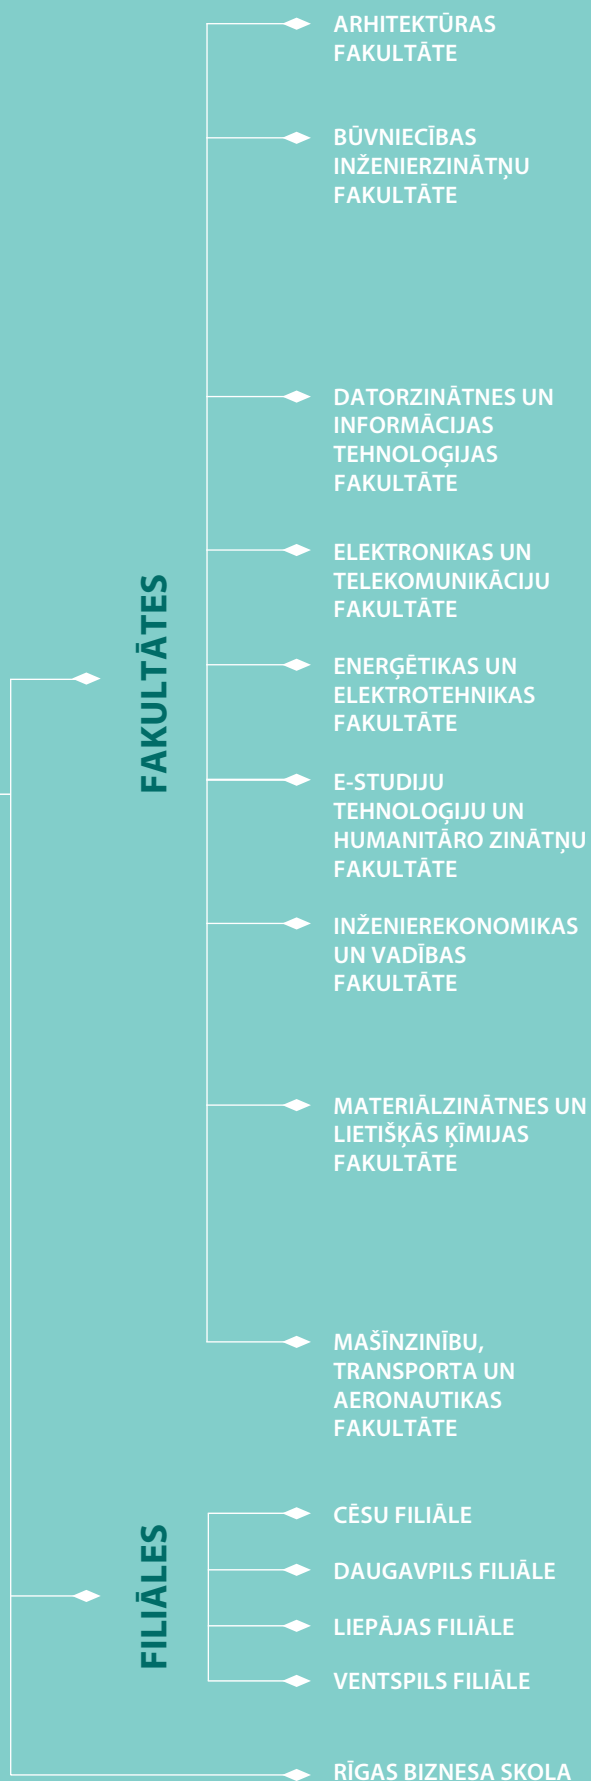 FAKULTĀTES
ARHITEKTŪRAS
FAKULTĀTE
BŪVNIECĪBAS
INŽENIERZINĀTŅU
FAKULTĀTE
DATORZINĀTNES UN
INFORMĀCIJAS
TEHNOLOĢIJAS
FAKULTĀTE
ELEKTRONIKAS UN
TELEKOMUNIKĀCIJU
FAKULTĀTE
ENERĢĒTIKAS UN
ELEKTROTEHNIKAS
FAKULTĀTE
E-STUDIJU
TEHNOLOĢIJU UN
HUMANITĀRO ZINĀTŅU
FAKULTĀTE
INŽENIEREKONOMIKAS
UN VADĪBAS
FAKULTĀTE
MATERIĀLZINĀTNES UN
LIETIŠĶĀS ĶĪMIJAS
FAKULTĀTE
MAŠĪNZINĪBU,
TRANSPORTA UN
AERONAUTIKAS
FAKULTĀTE
FILIĀLES
CĒSU FILIĀLE
DAUGAVPILS FILIĀLE
LIEPĀJAS FILIĀLE
VENTSPILS FILIĀLE
RĪGAS BIZNESA SKOLA